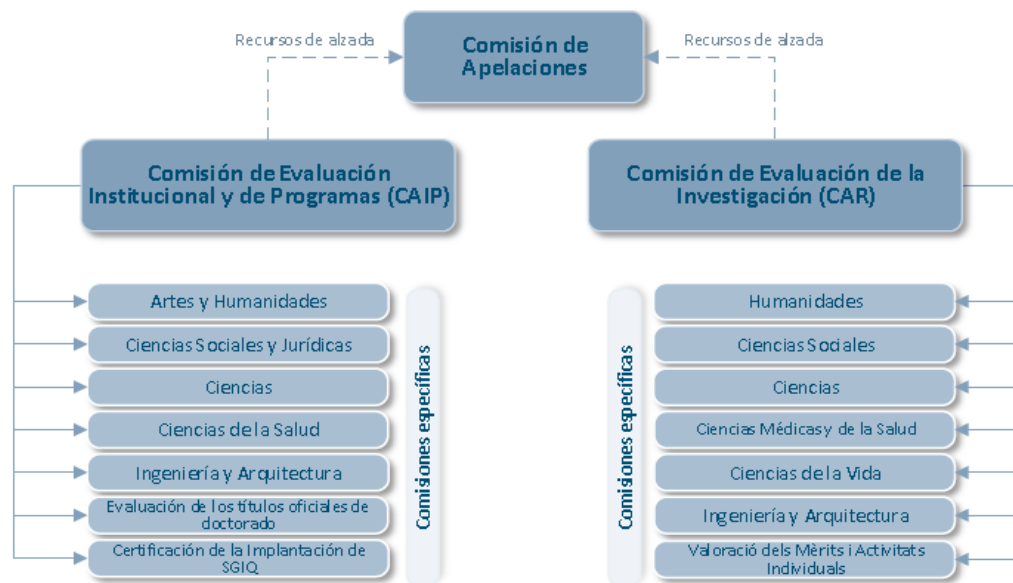 Recursos de alzada
Comisión de
Apelaciones
Recursos de alzada
Comisión de Evaluación
Institucional y de Programas (CAIP)
Comisión de Evaluación de la
Investigación (CAR)
Artes y Humanidades
Ciencias Sociales y Jurídicas
Ciencias
Ciencias de la Salud
Ingeniería y Arquitectura
Evaluación de los títulos oficiales de
doctorado
Certificación de la Implantación de
SGIQ
Comisiones específicas
Comisiones específicas
Humanidades
Ciencias Sociales
Ciencias
Ciencias Médicas y de la Salud
Ciencias de la Vida
Ingeniería y Arquitectura
Valoració dels Mèrits i Activitats
Individuals